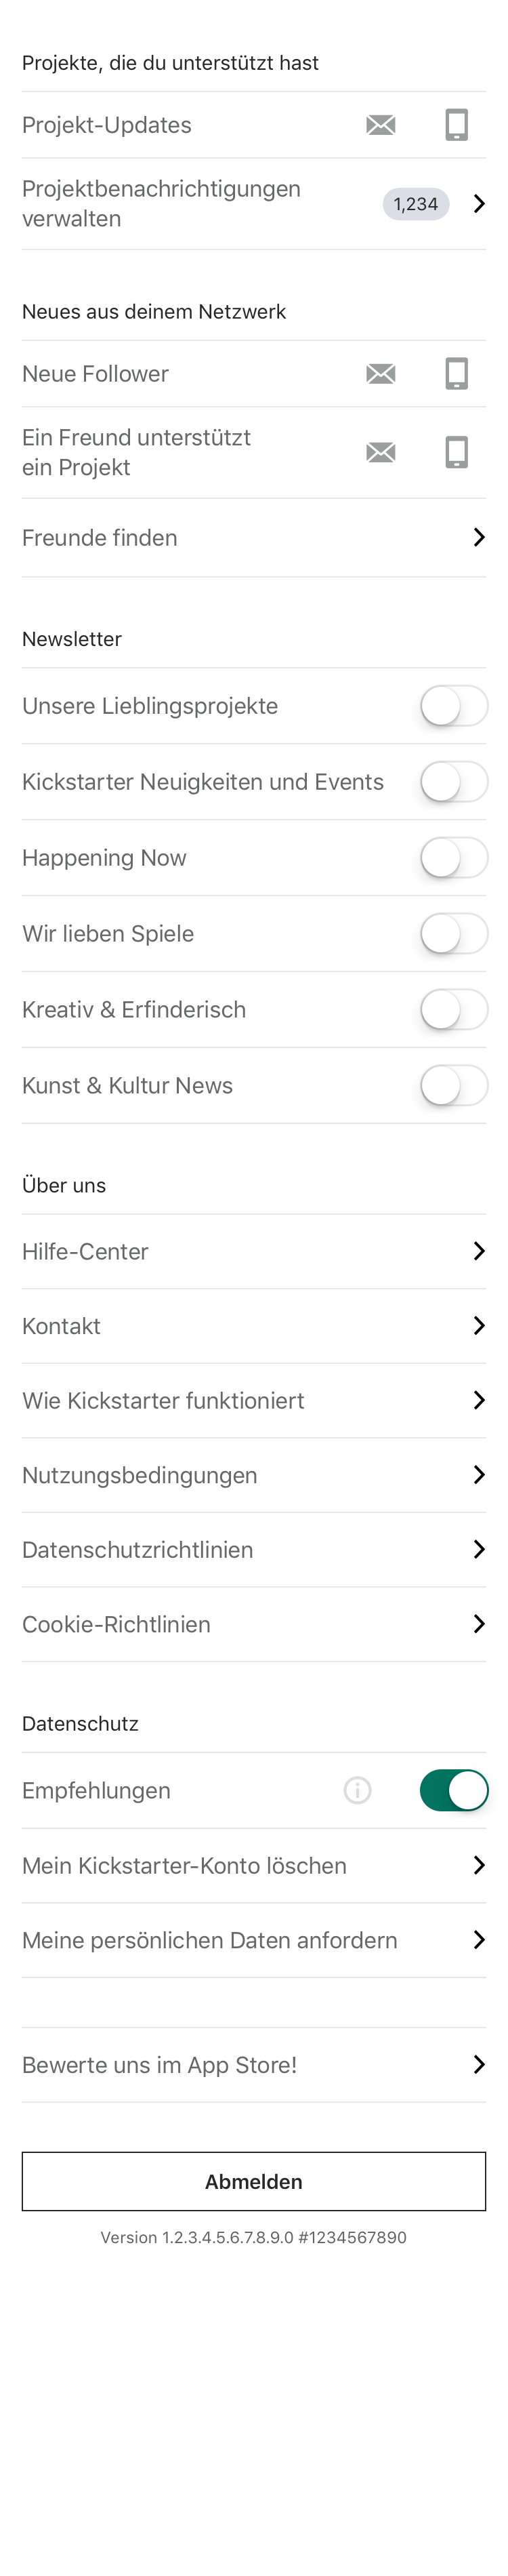 Projekte, die du unterstützt hast
Projekt-Updates
Projektbenachrichtigungen
verwalten
1,234
Neues aus deinem Netzwerk
Neue Follower
Ein Freund unterstützt
ein Projekt
Freunde finden
Newsletter
Unsere Lieblingsprojekte
Kickstarter Neuigkeiten und Events
Happening Now
Wir lieben Spiele
Kreativ & Erfinderisch
Kunst & Kultur News
Über uns
Hilfe-Center
Kontakt
Wie Kickstarter funktioniert
Nutzungsbedingungen
Datenschutzrichtlinien
Cookie-Richtlinien
Datenschutz
Empfehlungen
Mein Kickstarter-Konto löschen
Meine persönlichen Daten anfordern
Bewerte uns im App Store!
Abmelden
Version 1.2.3.4.5.6.7.8.9.0 #1234567890